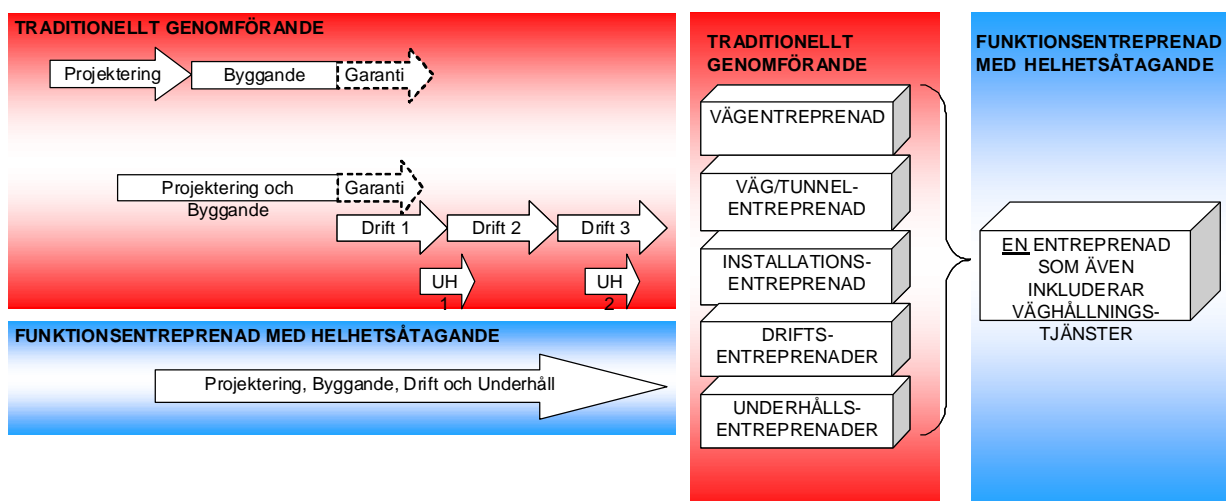 TRADITIONELLT GENOMFÖRANDE
Projektering
Byggande
Garanti
Projektering och
Byggande
Garanti
Drift 1
Drift 2
Drift 3
UH
1
UH
2
FUNKTIONSENTREPRENAD MED HELHETSÅTAGANDE
Projektering, Byggande, Drift och Underhåll
TRADITIONELLT
GENOMFÖRANDE
VÄGENTREPRENAD
VÄG/TUNNEL-
ENTREPRENAD
INSTALLATIONS-
ENTREPRENAD
DRIFTS-
ENTREPRENADER
UNDERHÅLLS-
ENTREPRENADER
FUNKTIONSENTREPRENAD
MED HELHETSÅTAGANDE
EN ENTREPRENAD
SOM ÄVEN
INKLUDERAR
VÄGHÅLLNINGS-
TJÄNSTER